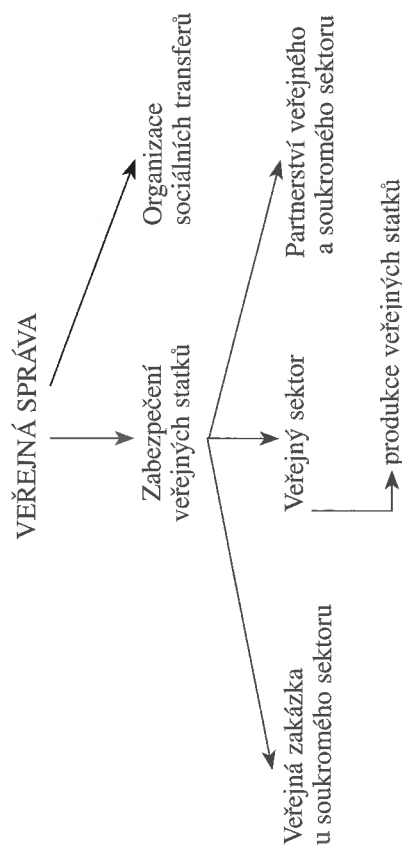 VEŘEJNÁ SPRÁVA
Zabezpečení
veřejných statků
Organizace
sociálních transferů
Veřejná zakázka
u soukromého sektoru
Veřejný sektor
Partnerství veřejného
a soukromého sektoru
produkce veřejných statků